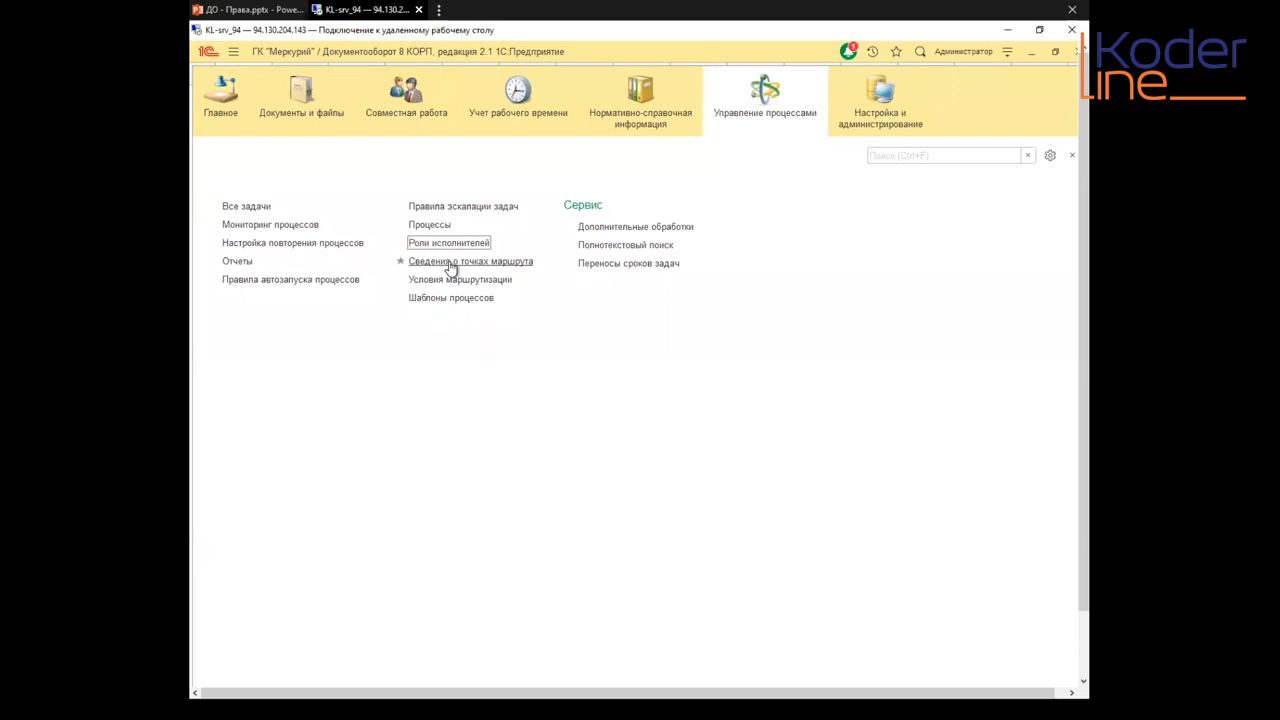 ДО - Права.pptx - Powe...
KL-srv_94 — 94.130.2...
KL-srv_94 — 94.130.204.143 — Подключение к удаленному рабочему столу
ГК "Меркурий" / Документооборот 8 КОРП, редакция 2.1 1С:Предприятие
1
Администратор
Koder
Line
Главное
Документы и файлы
Совместная работа
Учет рабочего времени
Нормативно-справочная
информация
Управление процессами
Настройка и
администрирование
Поиск (Ctrl+F)
Все задачи
Мониторинг процессов
Настройка повторения процессов
Отчеты
Правила автозапуска процессов
Правила эскалации задач
Процессы
Роли исполнителей
Сведения о точках маршрута
Условия маршрутизации
Шаблоны процессов
Сервис
Дополнительные обработки
Полнотекстовый поиск
Переносы сроков задач